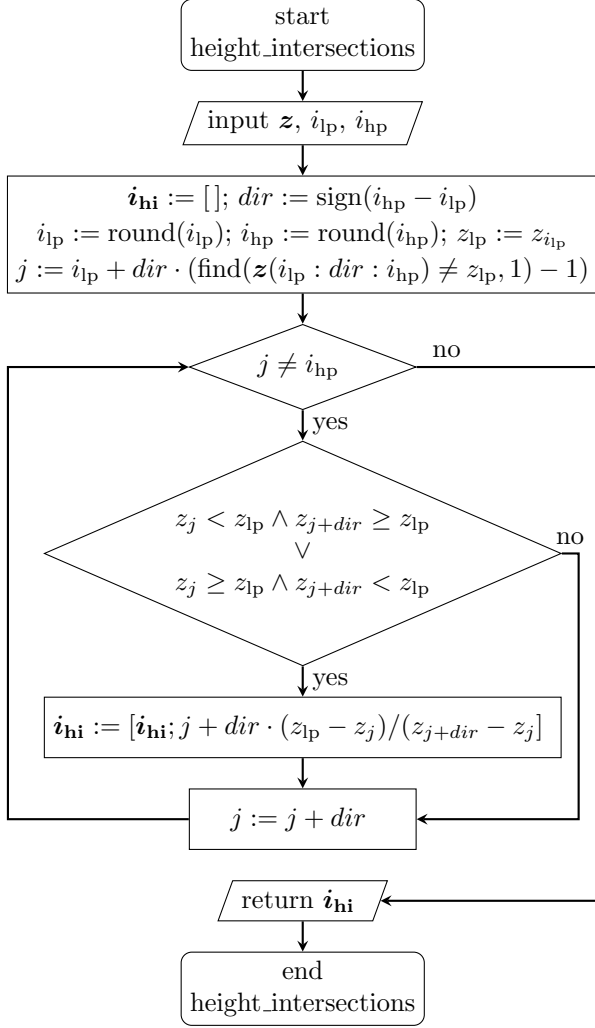 start
height_intersections
input z, i_lp, i_hp
i_hi := [ ]; dir := sign(i_hp − i_lp)
i_lp := round(i_lp); i_hp := round(i_hp); z_lp := z_{i_lp}
j := i_lp + dir · (find(z(i_lp : dir : i_hp) ≠ z_lp, 1) − 1)
j ≠ i_hp
no
yes
z_j < z_lp ∧ z_{j+dir} ≥ z_lp
∨
z_j ≥ z_lp ∧ z_{j+dir} < z_lp
no
yes
i_hi := [i_hi; j + dir · (z_lp − z_j)/(z_{j+dir} − z_j]
j := j + dir
return i_hi
end
height_intersections